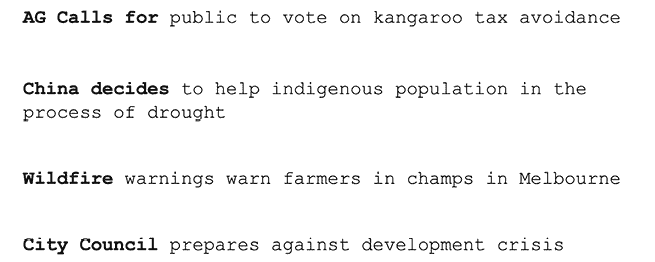 AG Calls for public to vote on kangaroo tax avoidance
China decides to help indigenous population in the
process of drought
Wildfire warnings warn farmers in champs in Melbourne
City Council prepares against development crisis